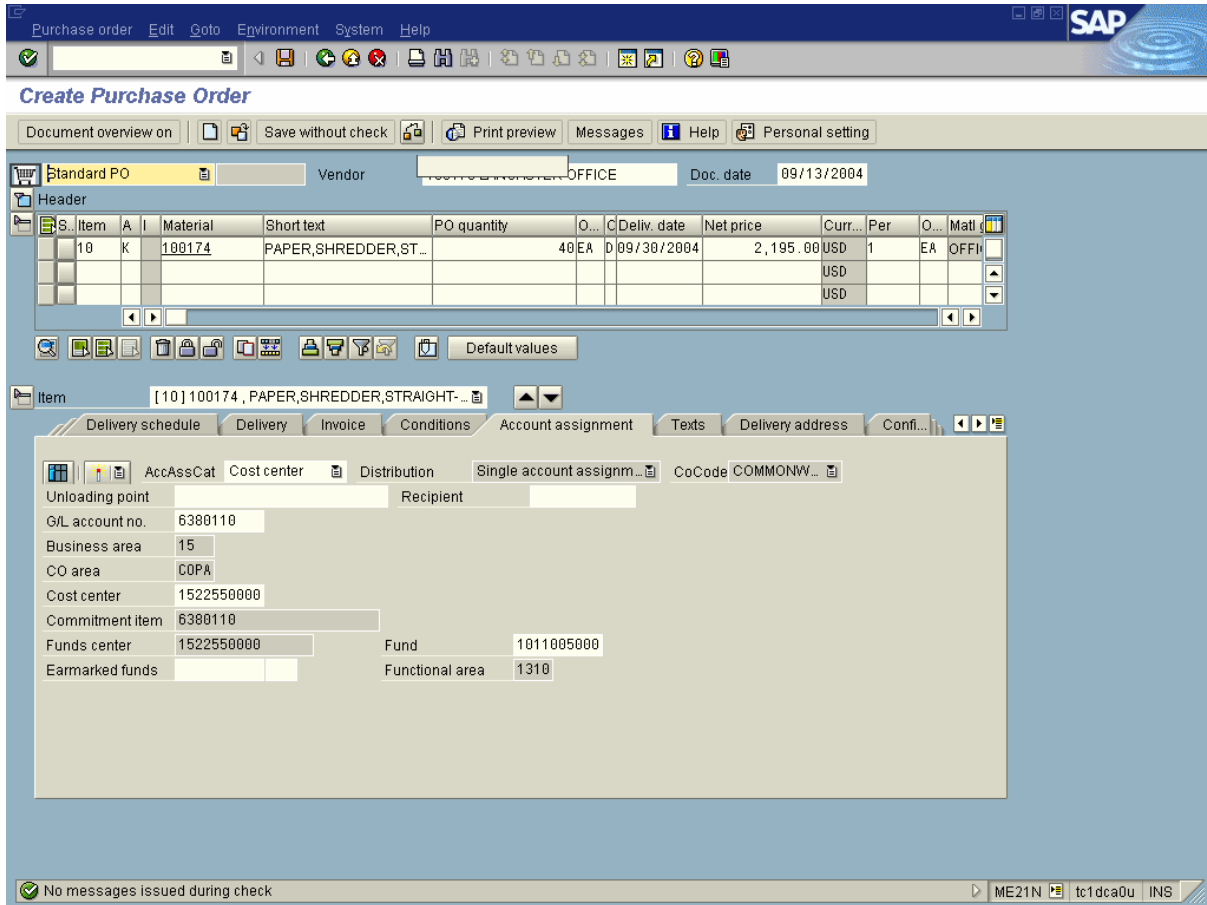 Purchase order Edit Goto Environment System Help
SAP
Create Purchase Order
Document overview on Save without check Print preview Messages Help Personal setting
Standard PO Vendor OFFICE Doc. date 09/13/2004
Header
S.. Item A I Material Short text PO quantity O... C Deliv. date Net price Curr... Per O... Matl
10 K 100174 PAPER,SHREDDER,ST... 40 EA D 09/30/2004 2,195.00 USD 1 EA OFFI
USD
USD
Default values
Item [ 10 ] 100174 , PAPER,SHREDDER,STRAIGHT-...
Delivery schedule Delivery Invoice Conditions Account assignment Texts Delivery address Confi...
AccAssCat Cost center Distribution Single account assignm... CoCode COMMONW...
Unloading point Recipient
G/L account no. 6380110
Business area 15
CO area COPA
Cost center 1522550000
Commitment item 6380110
Funds center 1522550000 Fund 1011005000
Earmarked funds Functional area 1310
No messages issued during check ME21N tc1dca0u INS